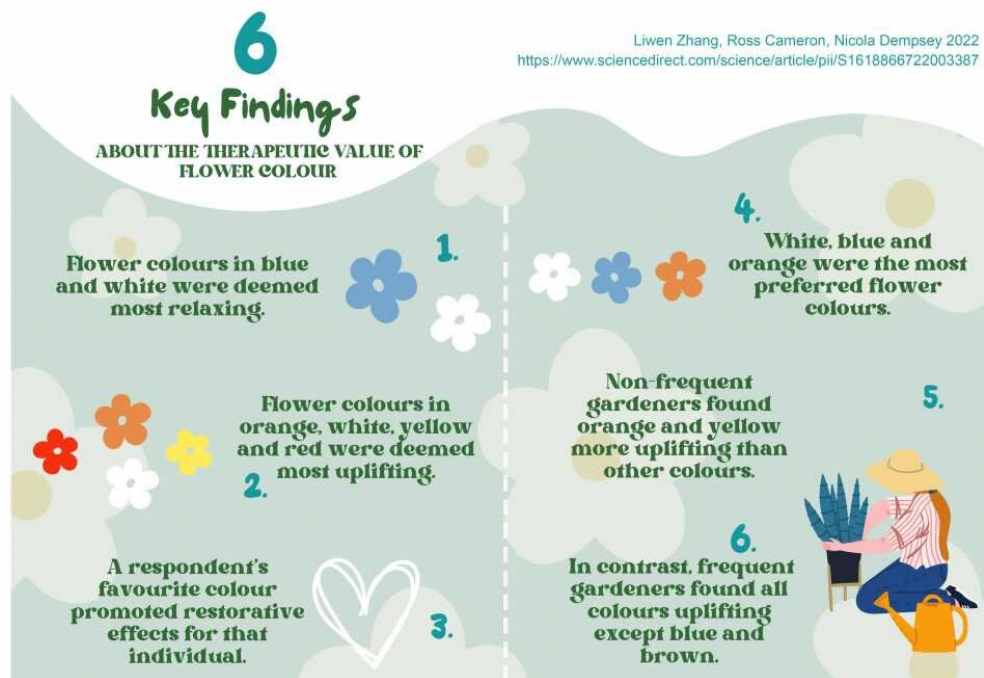 6
Key Findings
ABOUT THE THERAPEUTIC VALUE OF
FLOWER COLOUR
Liwen Zhang, Ross Cameron, Nicola Dempsey 2022
https://www.sciencedirect.com/science/article/pii/S1618866722003387
1.
Flower colours in blue
and white were deemed
most relaxing.
2.
Flower colours in
orange, white, yellow
and red were deemed
most uplifting.
3.
A respondent's
favourite colour
promoted restorative
effects for that
individual.
4.
White, blue and
orange were the most
preferred flower
colours.
5.
Non-frequent
gardeners found
orange and yellow
more uplifting than
other colours.
6.
In contrast, frequent
gardeners found all
colours uplifting
except blue and
brown.